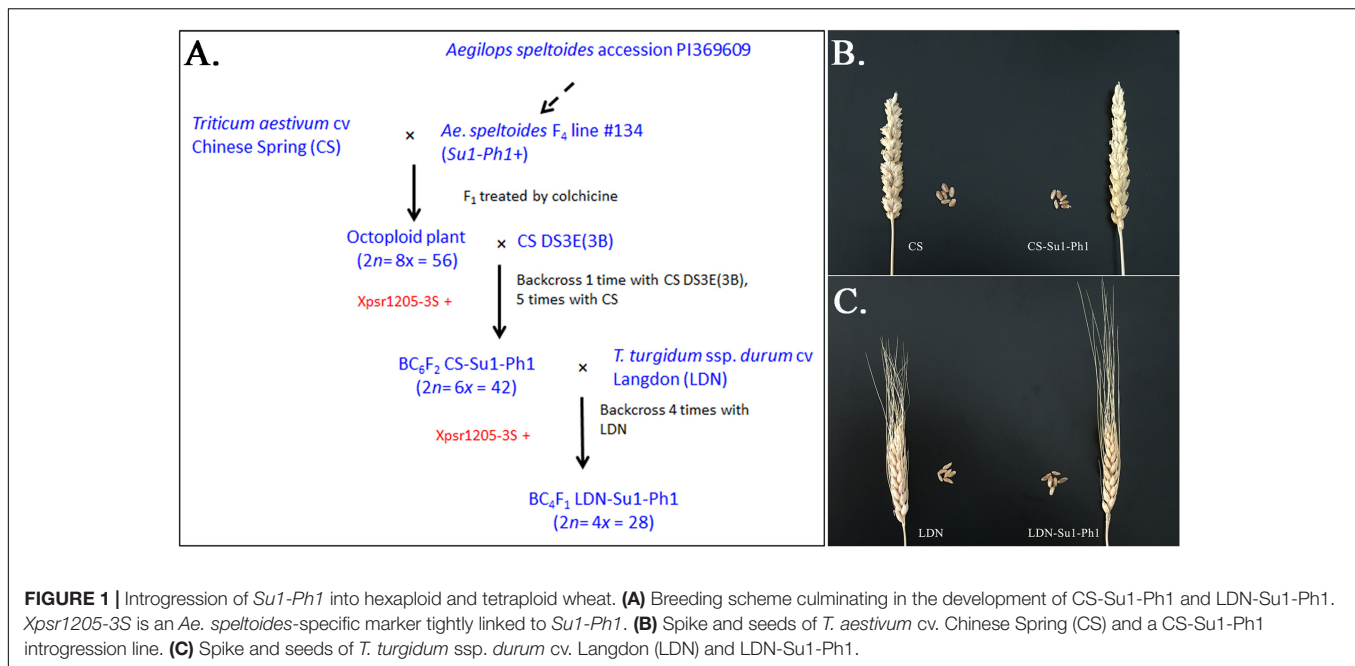 A.
Aegilops speltoides accession PI369609
Triticum aestivum cv
Chinese Spring (CS)
×
Ae. speltoides F₄ line #134
(Su1-Ph1+)
F₁ treated by colchicine
Octoploid plant
(2n= 8x = 56)
×
CS DS3E(3B)
Xpsr1205-3S +
Backcross 1 time with CS DS3E(3B),
5 times with CS
BC₆F₂ CS-Su1-Ph1
(2n= 6x = 42)
×
T. turgidum ssp. durum cv
Langdon (LDN)
Xpsr1205-3S +
Backcross 4 times with
LDN
BC₄F₁ LDN-Su1-Ph1
(2n= 4x = 28)
B.
CS
CS-Su1-Ph1
C.
LDN
LDN-Su1-Ph1
FIGURE 1 | Introgression of Su1-Ph1 into hexaploid and tetraploid wheat. (A) Breeding scheme culminating in the development of CS-Su1-Ph1 and LDN-Su1-Ph1.
Xpsr1205-3S is an Ae. speltoides-specific marker tightly linked to Su1-Ph1. (B) Spike and seeds of T. aestivum cv. Chinese Spring (CS) and a CS-Su1-Ph1
introgression line. (C) Spike and seeds of T. turgidum ssp. durum cv. Langdon (LDN) and LDN-Su1-Ph1.